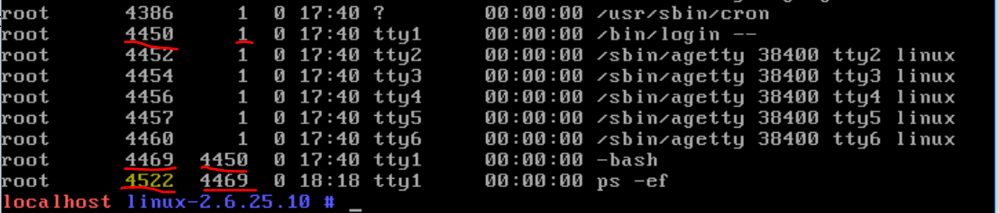 root 4386 1 0 17:40 ? 00:00:00 /usr/sbin/cron
root 4450 1 0 17:40 tty1 00:00:00 /bin/login --
root 4452 1 0 17:40 tty2 00:00:00 /sbin/agetty 38400 tty2 linux
root 4454 1 0 17:40 tty3 00:00:00 /sbin/agetty 38400 tty3 linux
root 4456 1 0 17:40 tty4 00:00:00 /sbin/agetty 38400 tty4 linux
root 4457 1 0 17:40 tty5 00:00:00 /sbin/agetty 38400 tty5 linux
root 4460 1 0 17:40 tty6 00:00:00 /sbin/agetty 38400 tty6 linux
root 4469 4450 0 17:40 tty1 00:00:00 -bash
root 4522 4469 0 18:18 tty1 00:00:00 ps -ef
localhost linux-2.6.25.10 # _